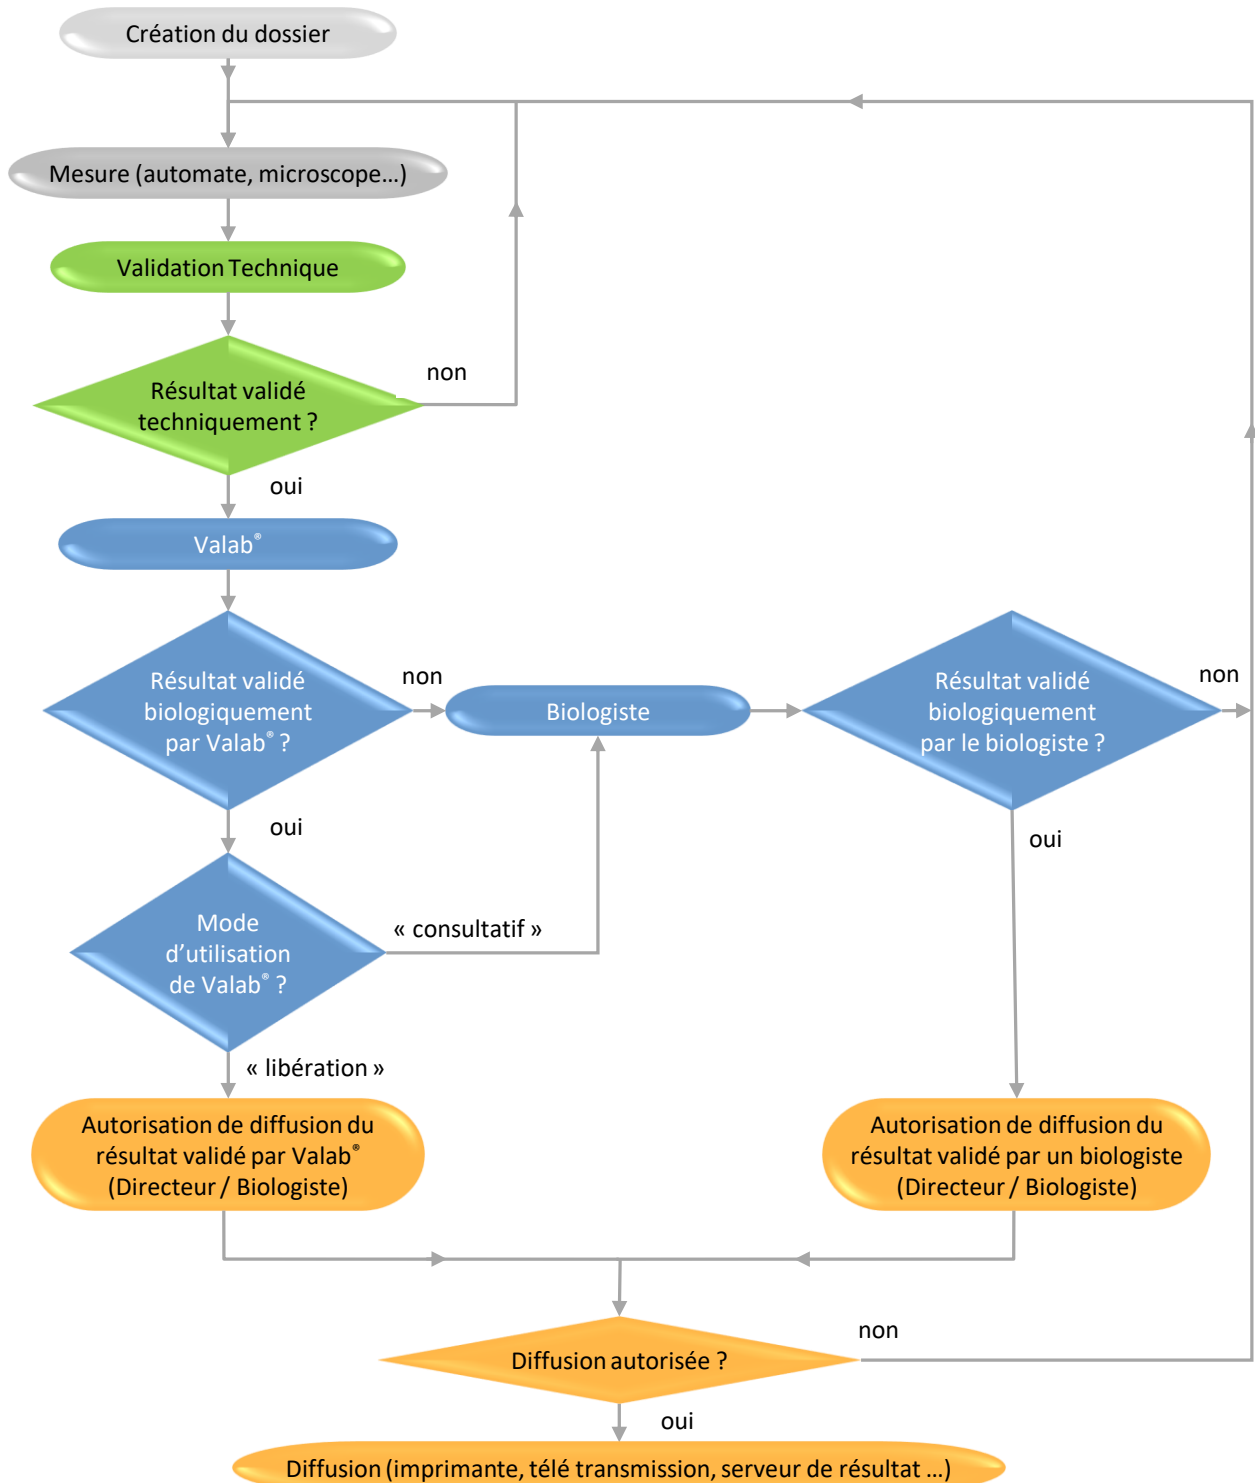 Création du dossier
Mesure (automate, microscope…)
Validation Technique
Résultat validé
techniquement ?
non
oui
Valab®
Résultat validé
biologiquement
par Valab® ?
non
Biologiste
Résultat validé
biologiquement
par le biologiste ?
non
oui
oui
Mode
d’utilisation
de Valab® ?
« consultatif »
« libération »
Autorisation de diffusion du
résultat validé par Valab®
(Directeur / Biologiste)
Autorisation de diffusion du
résultat validé par un biologiste
(Directeur / Biologiste)
Diffusion autorisée ?
non
oui
Diffusion (imprimante, télé transmission, serveur de résultat …)